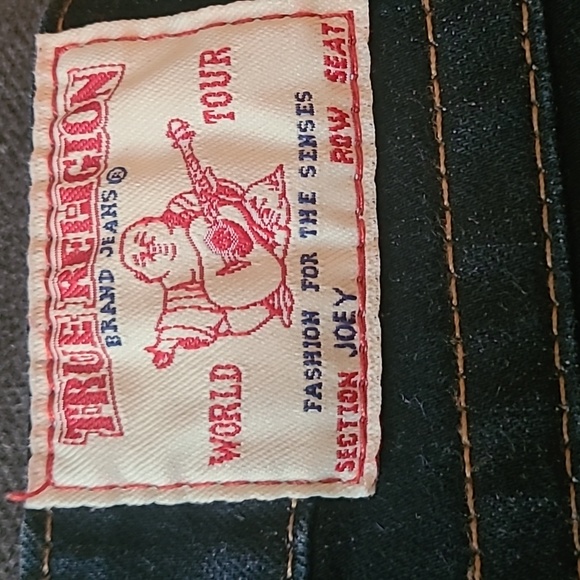 TRUE RELIGION
BRAND JEANS®
WORLD TOUR
FASHION FOR THE SENSES
SECTION JOEY ROW SEAT